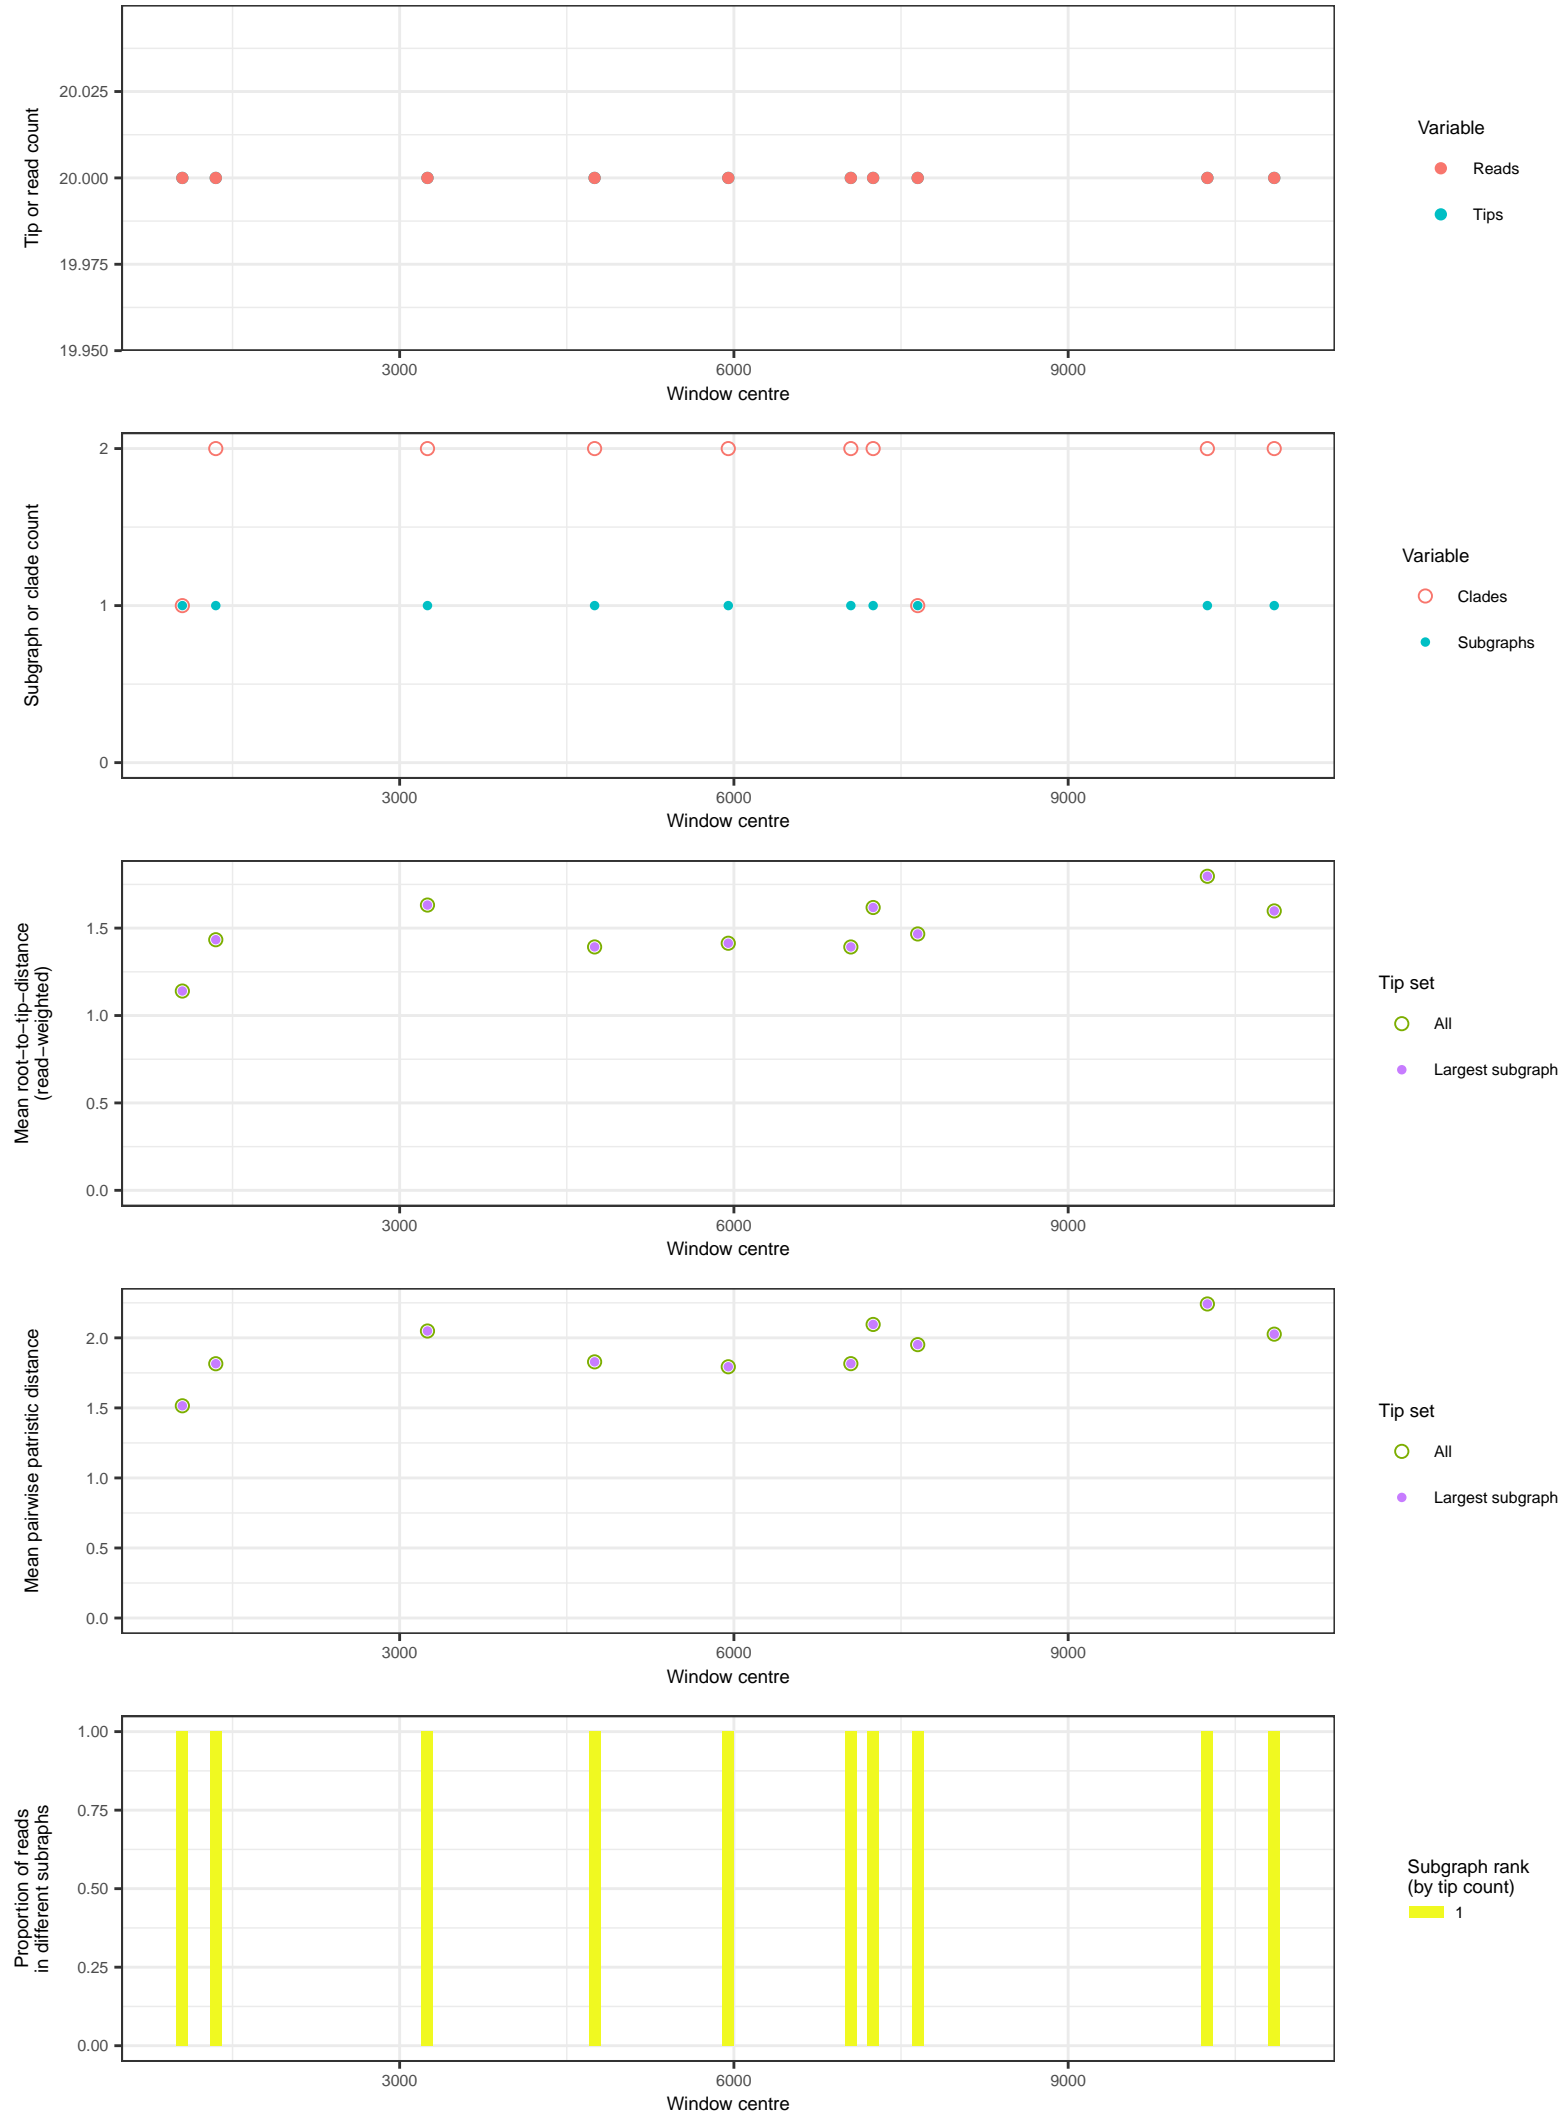 20.025
20.000
19.975
19.950
Tip or read count
3000 6000 9000
Window centre
Variable
Reads
Tips
2
1
0
Subgraph or clade count
3000 6000 9000
Window centre
Variable
Clades
Subgraphs
1.5
1.0
0.5
0.0
Mean root−to−tip−distance
(read−weighted)
3000 6000 9000
Window centre
Tip set
All
Largest subgraph
2.0
1.5
1.0
0.5
0.0
Mean pairwise patristic distance
3000 6000 9000
Window centre
Tip set
All
Largest subgraph
1.00
0.75
0.50
0.25
0.00
Proportion of reads
in different subraphs
3000 6000 9000
Window centre
Subgraph rank
(by tip count)
1